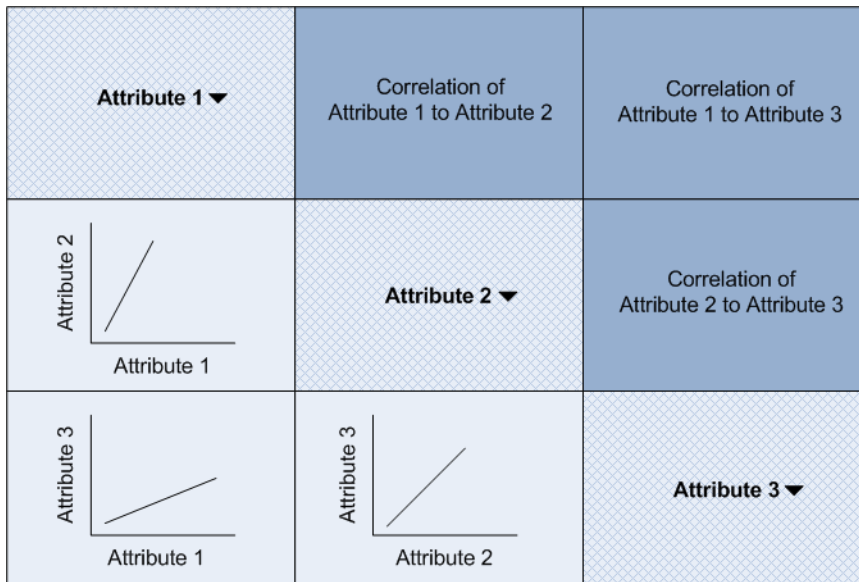 Attribute 1
Correlation of
Attribute 1 to Attribute 2
Correlation of
Attribute 1 to Attribute 3
Attribute 2
Attribute 1
Attribute 2
Correlation of
Attribute 2 to Attribute 3
Attribute 3
Attribute 1
Attribute 3
Attribute 2
Attribute 3